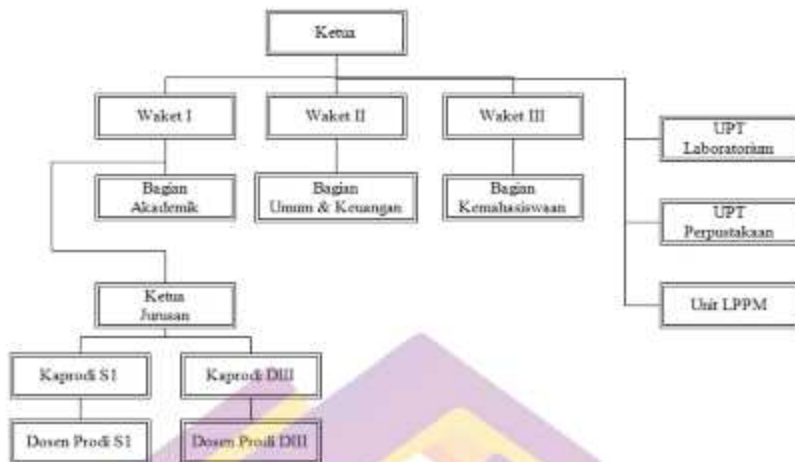 Ketua
Waket I
Waket II
Waket III
UPT
Laboratorium
Bagian
Akademik
Bagian
Umum & Keuangan
Bagian
Kemahasiswaan
UPT
Perpustakaan
Ketua
Jurusan
Unit LPPM
Kaprodi S1
Kaprodi DIII
Dosen Prodi S1
Dosen Prodi DIII